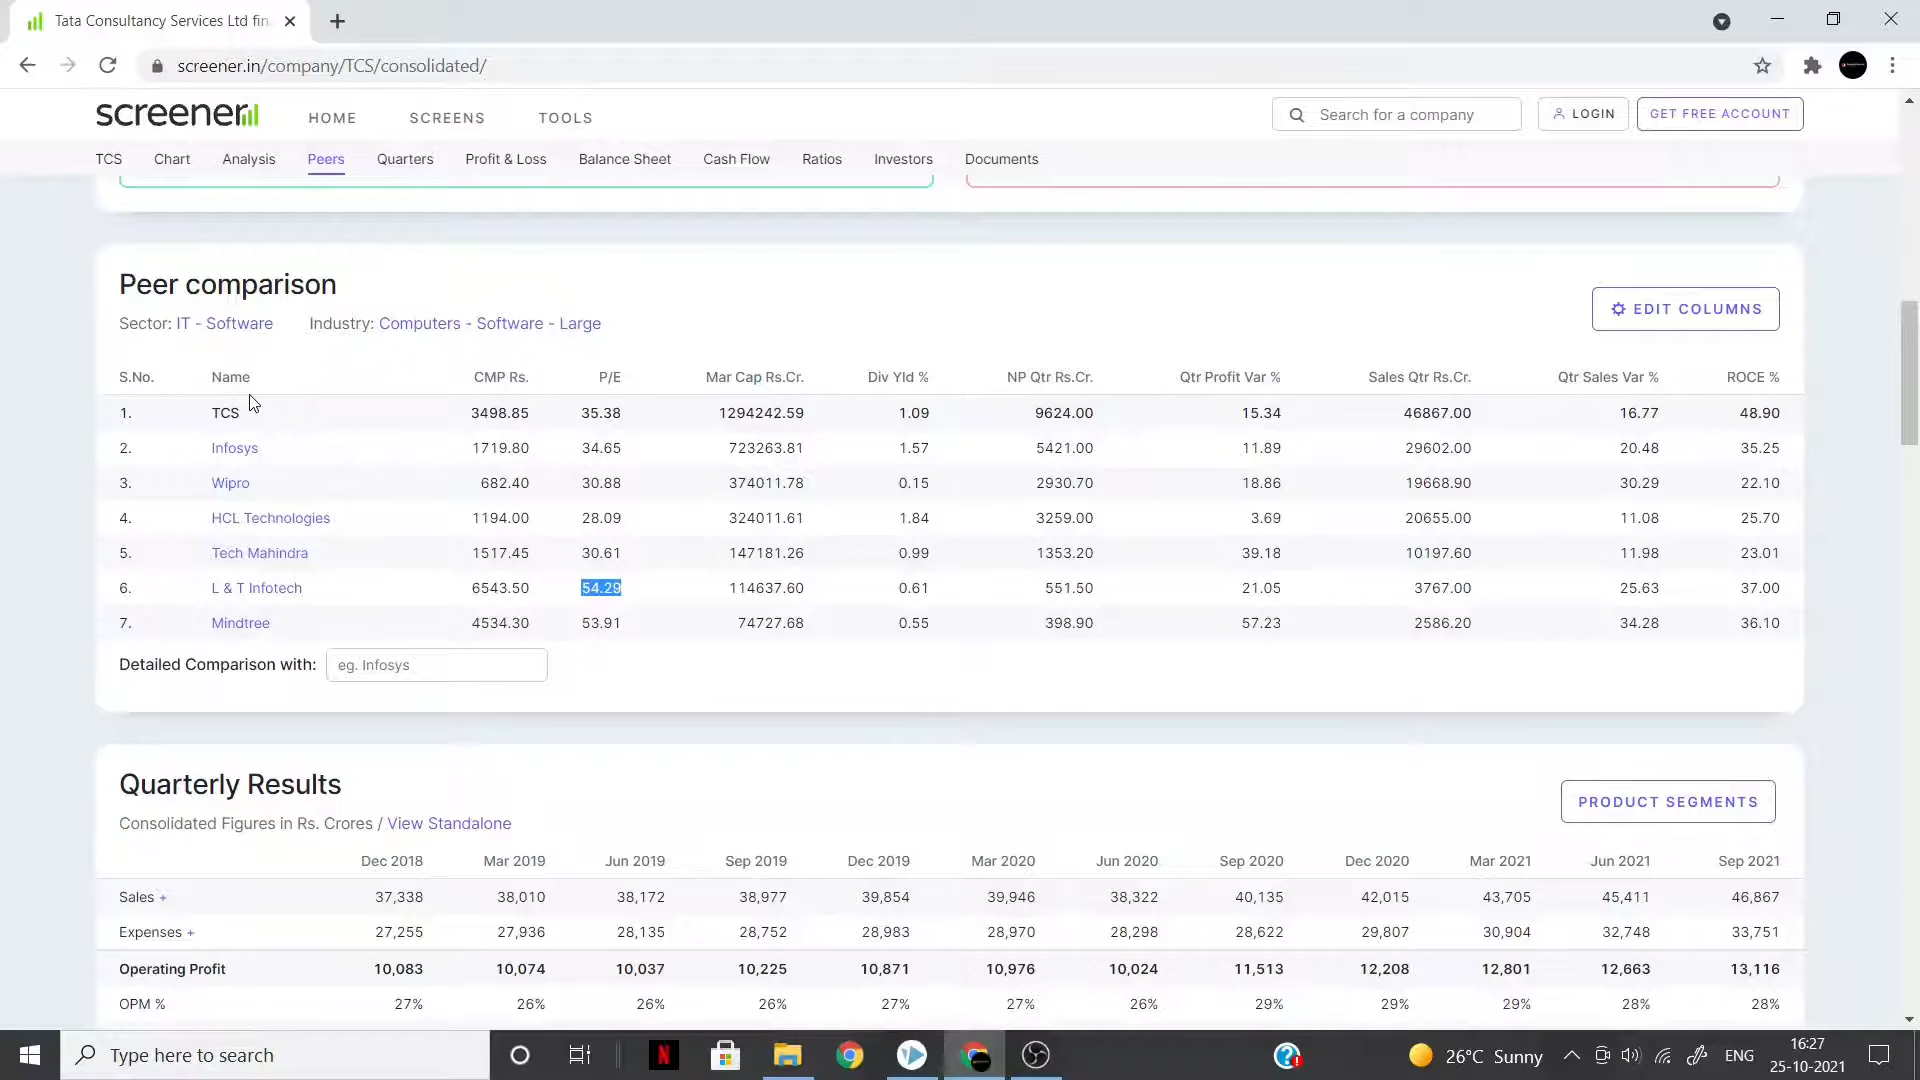 Tata Consultancy Services Ltd fin
screener.in/company/TCS/consolidated/
screener HOME SCREENS TOOLS Search for a company LOGIN GET FREE ACCOUNT
TCS Chart Analysis Peers Quarters Profit & Loss Balance Sheet Cash Flow Ratios Investors Documents
Peer comparison
EDIT COLUMNS
Sector: IT - Software Industry: Computers - Software - Large
S.No. Name CMP Rs. P/E Mar Cap Rs.Cr. Div Yld % NP Qtr Rs.Cr. Qtr Profit Var % Sales Qtr Rs.Cr. Qtr Sales Var % ROCE %
1. TCS 3498.85 35.38 1294242.59 1.09 9624.00 15.34 46867.00 16.77 48.90
2. Infosys 1719.80 34.65 723263.81 1.57 5421.00 11.89 29602.00 20.48 35.25
3. Wipro 682.40 30.88 374011.78 0.15 2930.70 18.86 19668.90 30.29 22.10
4. HCL Technologies 1194.00 28.09 324011.61 1.84 3259.00 3.69 20655.00 11.08 25.70
5. Tech Mahindra 1517.45 30.61 147181.26 0.99 1353.20 39.18 10197.60 11.98 23.01
6. L & T Infotech 6543.50 54.29 114637.60 0.61 551.50 21.05 3767.00 25.63 37.00
7. Mindtree 4534.30 53.91 74727.68 0.55 398.90 57.23 2586.20 34.28 36.10
Detailed Comparison with: eg. Infosys
Quarterly Results
PRODUCT SEGMENTS
Consolidated Figures in Rs. Crores / View Standalone
Dec 2018 Mar 2019 Jun 2019 Sep 2019 Dec 2019 Mar 2020 Jun 2020 Sep 2020 Dec 2020 Mar 2021 Jun 2021 Sep 2021
Sales + 37,338 38,010 38,172 38,977 39,854 39,946 38,322 40,135 42,015 43,705 45,411 46,867
Expenses + 27,255 27,936 28,135 28,752 28,983 28,970 28,298 28,622 29,807 30,904 32,748 33,751
Operating Profit 10,083 10,074 10,037 10,225 10,871 10,976 10,024 11,513 12,208 12,801 12,663 13,116
OPM % 27% 26% 26% 26% 27% 27% 26% 29% 29% 29% 28% 28%
Type here to search N 26°C Sunny ENG 16:27
25-10-2021